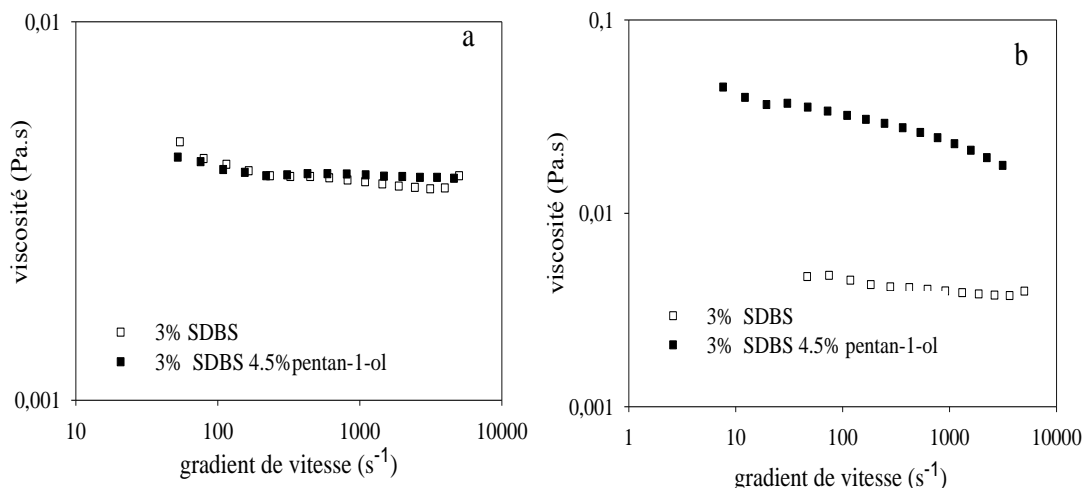 0,01
a
viscosité (Pa.s)
3% SDBS
3% SDBS 4.5%pentan-1-ol
0,001
10 100 1000 10000
gradient de vitesse (s⁻¹)
0,1
b
viscosité (Pa.s)
0,01
3% SDBS
3% SDBS 4.5% pentan-1-ol
0,001
1 10 100 1000 10000
gradient de vitesse (s⁻¹)